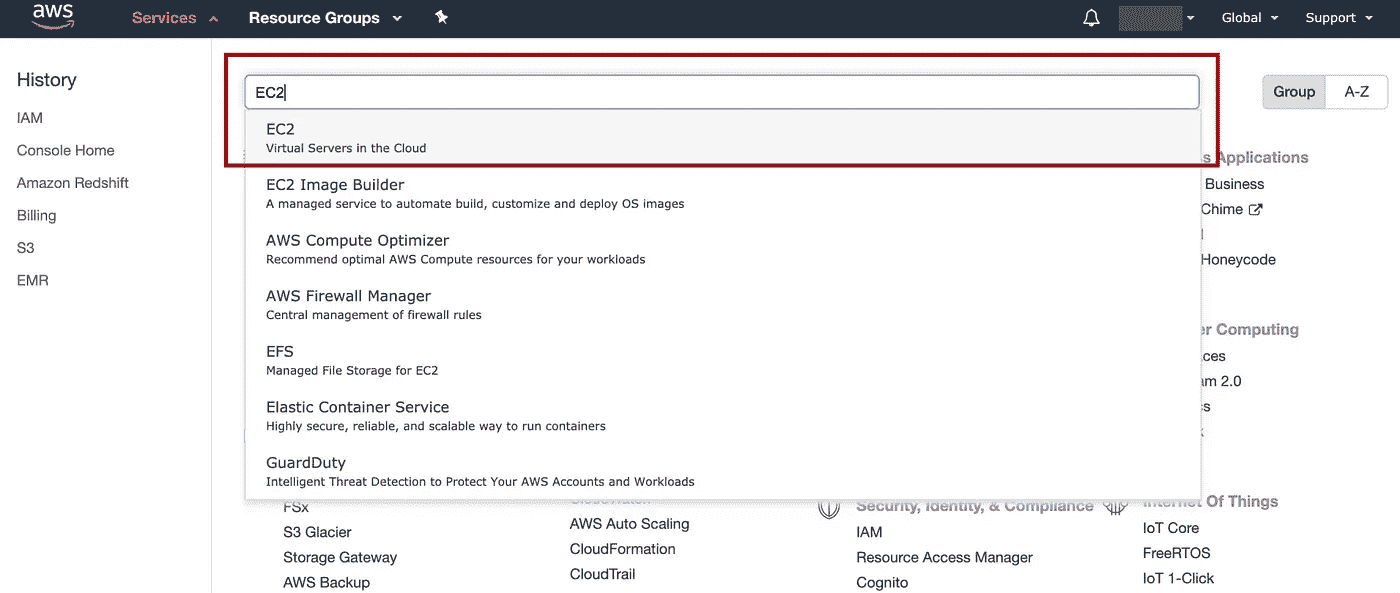 aws Services Resource Groups Global Support
History
IAM
Console Home
Amazon Redshift
Billing
S3
EMR
EC2
Group A-Z
EC2
Virtual Servers in the Cloud
EC2 Image Builder
A managed service to automate build, customize and deploy OS images
AWS Compute Optimizer
Recommend optimal AWS Compute resources for your workloads
AWS Firewall Manager
Central management of firewall rules
EFS
Managed File Storage for EC2
Elastic Container Service
Highly secure, reliable, and scalable way to run containers
GuardDuty
Intelligent Threat Detection to Protect Your AWS Accounts and Workloads
FSx
S3 Glacier
Storage Gateway
AWS Backup
AWS Auto Scaling
CloudFormation
CloudTrail
Security, Identity, & Compliance
IAM
Resource Access Manager
Cognito
Applications
Business
Chime
Honeycode
Computing
2.0
Internet Of Things
IoT Core
FreeRTOS
IoT 1-Click